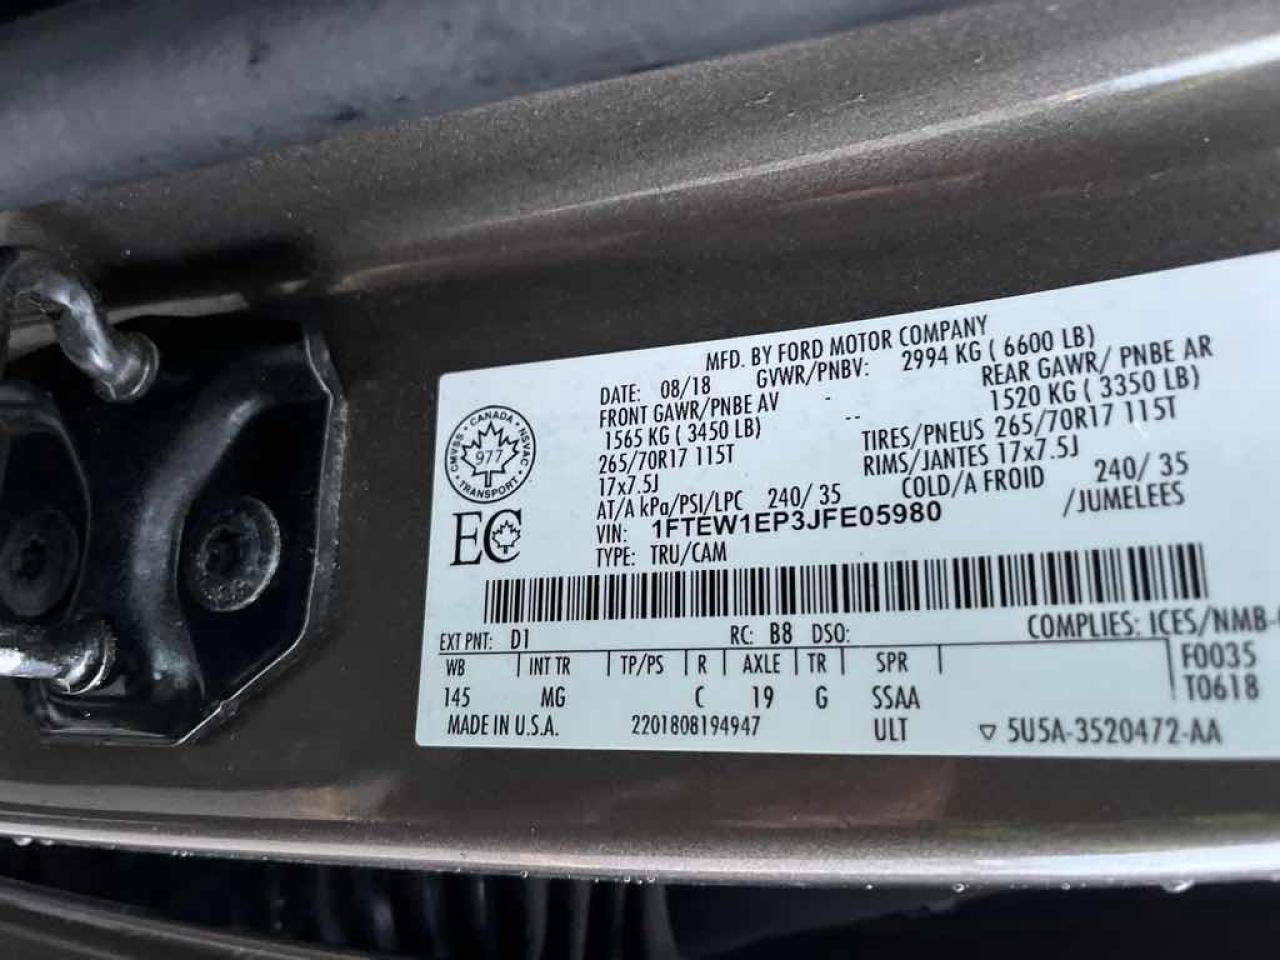 MFD. BY FORD MOTOR COMPANY
DATE: 08/18 GVWR/PNBV: 2994 KG ( 6600 LB)
FRONT GAWR/PNBE AV - REAR GAWR/ PNBE AR
1565 KG ( 3450 LB) -- 1520 KG ( 3350 LB)
265/70R17 115T TIRES/PNEUS 265/70R17 115T
17x7.5J RIMS/JANTES 17x7.5J
AT/A kPa/PSI/LPC 240/ 35 COLD/A FROID 240/ 35
VIN: 1FTEW1EP3JFE05980 /JUMELEES
TYPE: TRU/CAM
CMVSS • CANADA • NSVAC • TRANSPORT •
977
EC
EXT PNT: D1 RC: B8 DSO: COMPLIES: ICES/NMB-
WB INT TR TP/PS R AXLE TR SPR F0035
145 MG C 19 G SSAA T0618
MADE IN U.S.A. 2201808194947 ULT ▽ 5U5A-3520472-AA